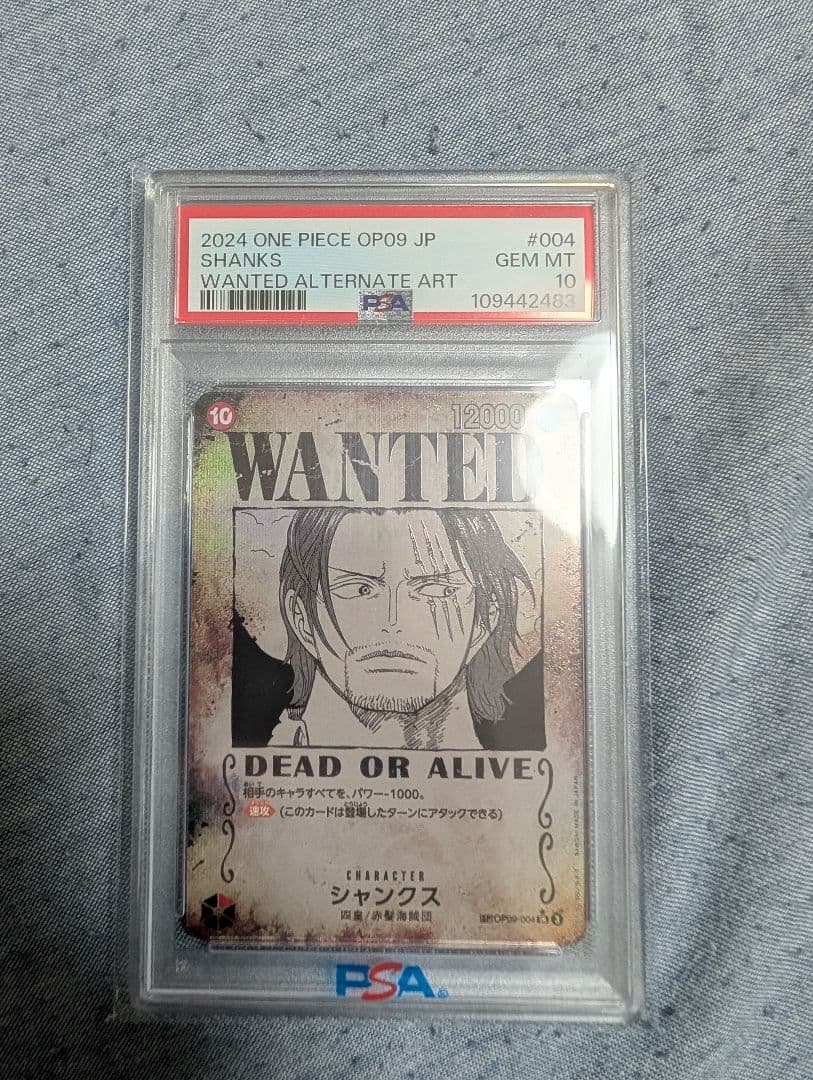 2024 ONE PIECE OP09 JP #004
SHANKS GEM MT
WANTED ALTERNATE ART 10
PSA 109442483
10 12000
WANTED
DEAD OR ALIVE
相手のキャラすべてを、パワー-1000。
速攻 (このカードは登場したターンにアタックできる)
CHARACTER
シャンクス
四皇/赤髪海賊団
OP09-004
PSA